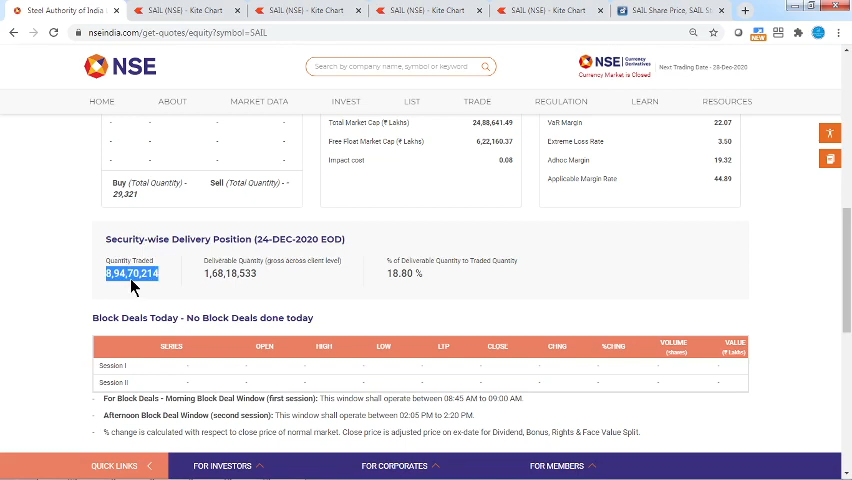 Steel Authority of India
SAIL (NSE) - Kite Chart
SAIL (NSE) - Kite Chart
SAIL (NSE) - Kite Chart
SAIL (NSE) - Kite Chart
SAIL Share Price, SAIL St
nseindia.com/get-quotes/equity?symbol=SAIL
NEW
NSE
Search by company name, symbol or keyword
NSE Currency Derivatives
Currency Market is Closed
Next Trading Date - 28-Dec-2020
HOME ABOUT MARKET DATA INVEST LIST TRADE REGULATION LEARN RESOURCES
- -
- -
- -
Buy (Total Quantity) - 29,321
Sell (Total Quantity) - -
Total Market Cap (₹ Lakhs) 24,88,641.49
Free Float Market Cap (₹ Lakhs) 6,22,160.37
Impact cost 0.08
VaR Margin 22.07
Extreme Loss Rate 3.50
Adhoc Margin 19.32
Applicable Margin Rate 44.89
Security-wise Delivery Position (24-DEC-2020 EOD)
Quantity Traded Deliverable Quantity (gross across client level) % of Deliverable Quantity to Traded Quantity
8,94,70,214 1,68,18,533 18.80 %
Block Deals Today - No Block Deals done today
SERIES OPEN HIGH LOW LTP CLOSE CHNG %CHNG VOLUME (shares) VALUE (₹ Lakhs)
Session I - - - - - - - - -
Session II - - - - - - - - -
- For Block Deals - Morning Block Deal Window (first session): This window shall operate between 08:45 AM to 09:00 AM.
- Afternoon Block Deal Window (second session): This window shall operate between 02:05 PM to 2:20 PM.
- % change is calculated with respect to close price of normal market. Close price is adjusted price on ex-date for Dividend, Bonus, Rights & Face Value Split.
QUICK LINKS FOR INVESTORS FOR CORPORATES FOR MEMBERS